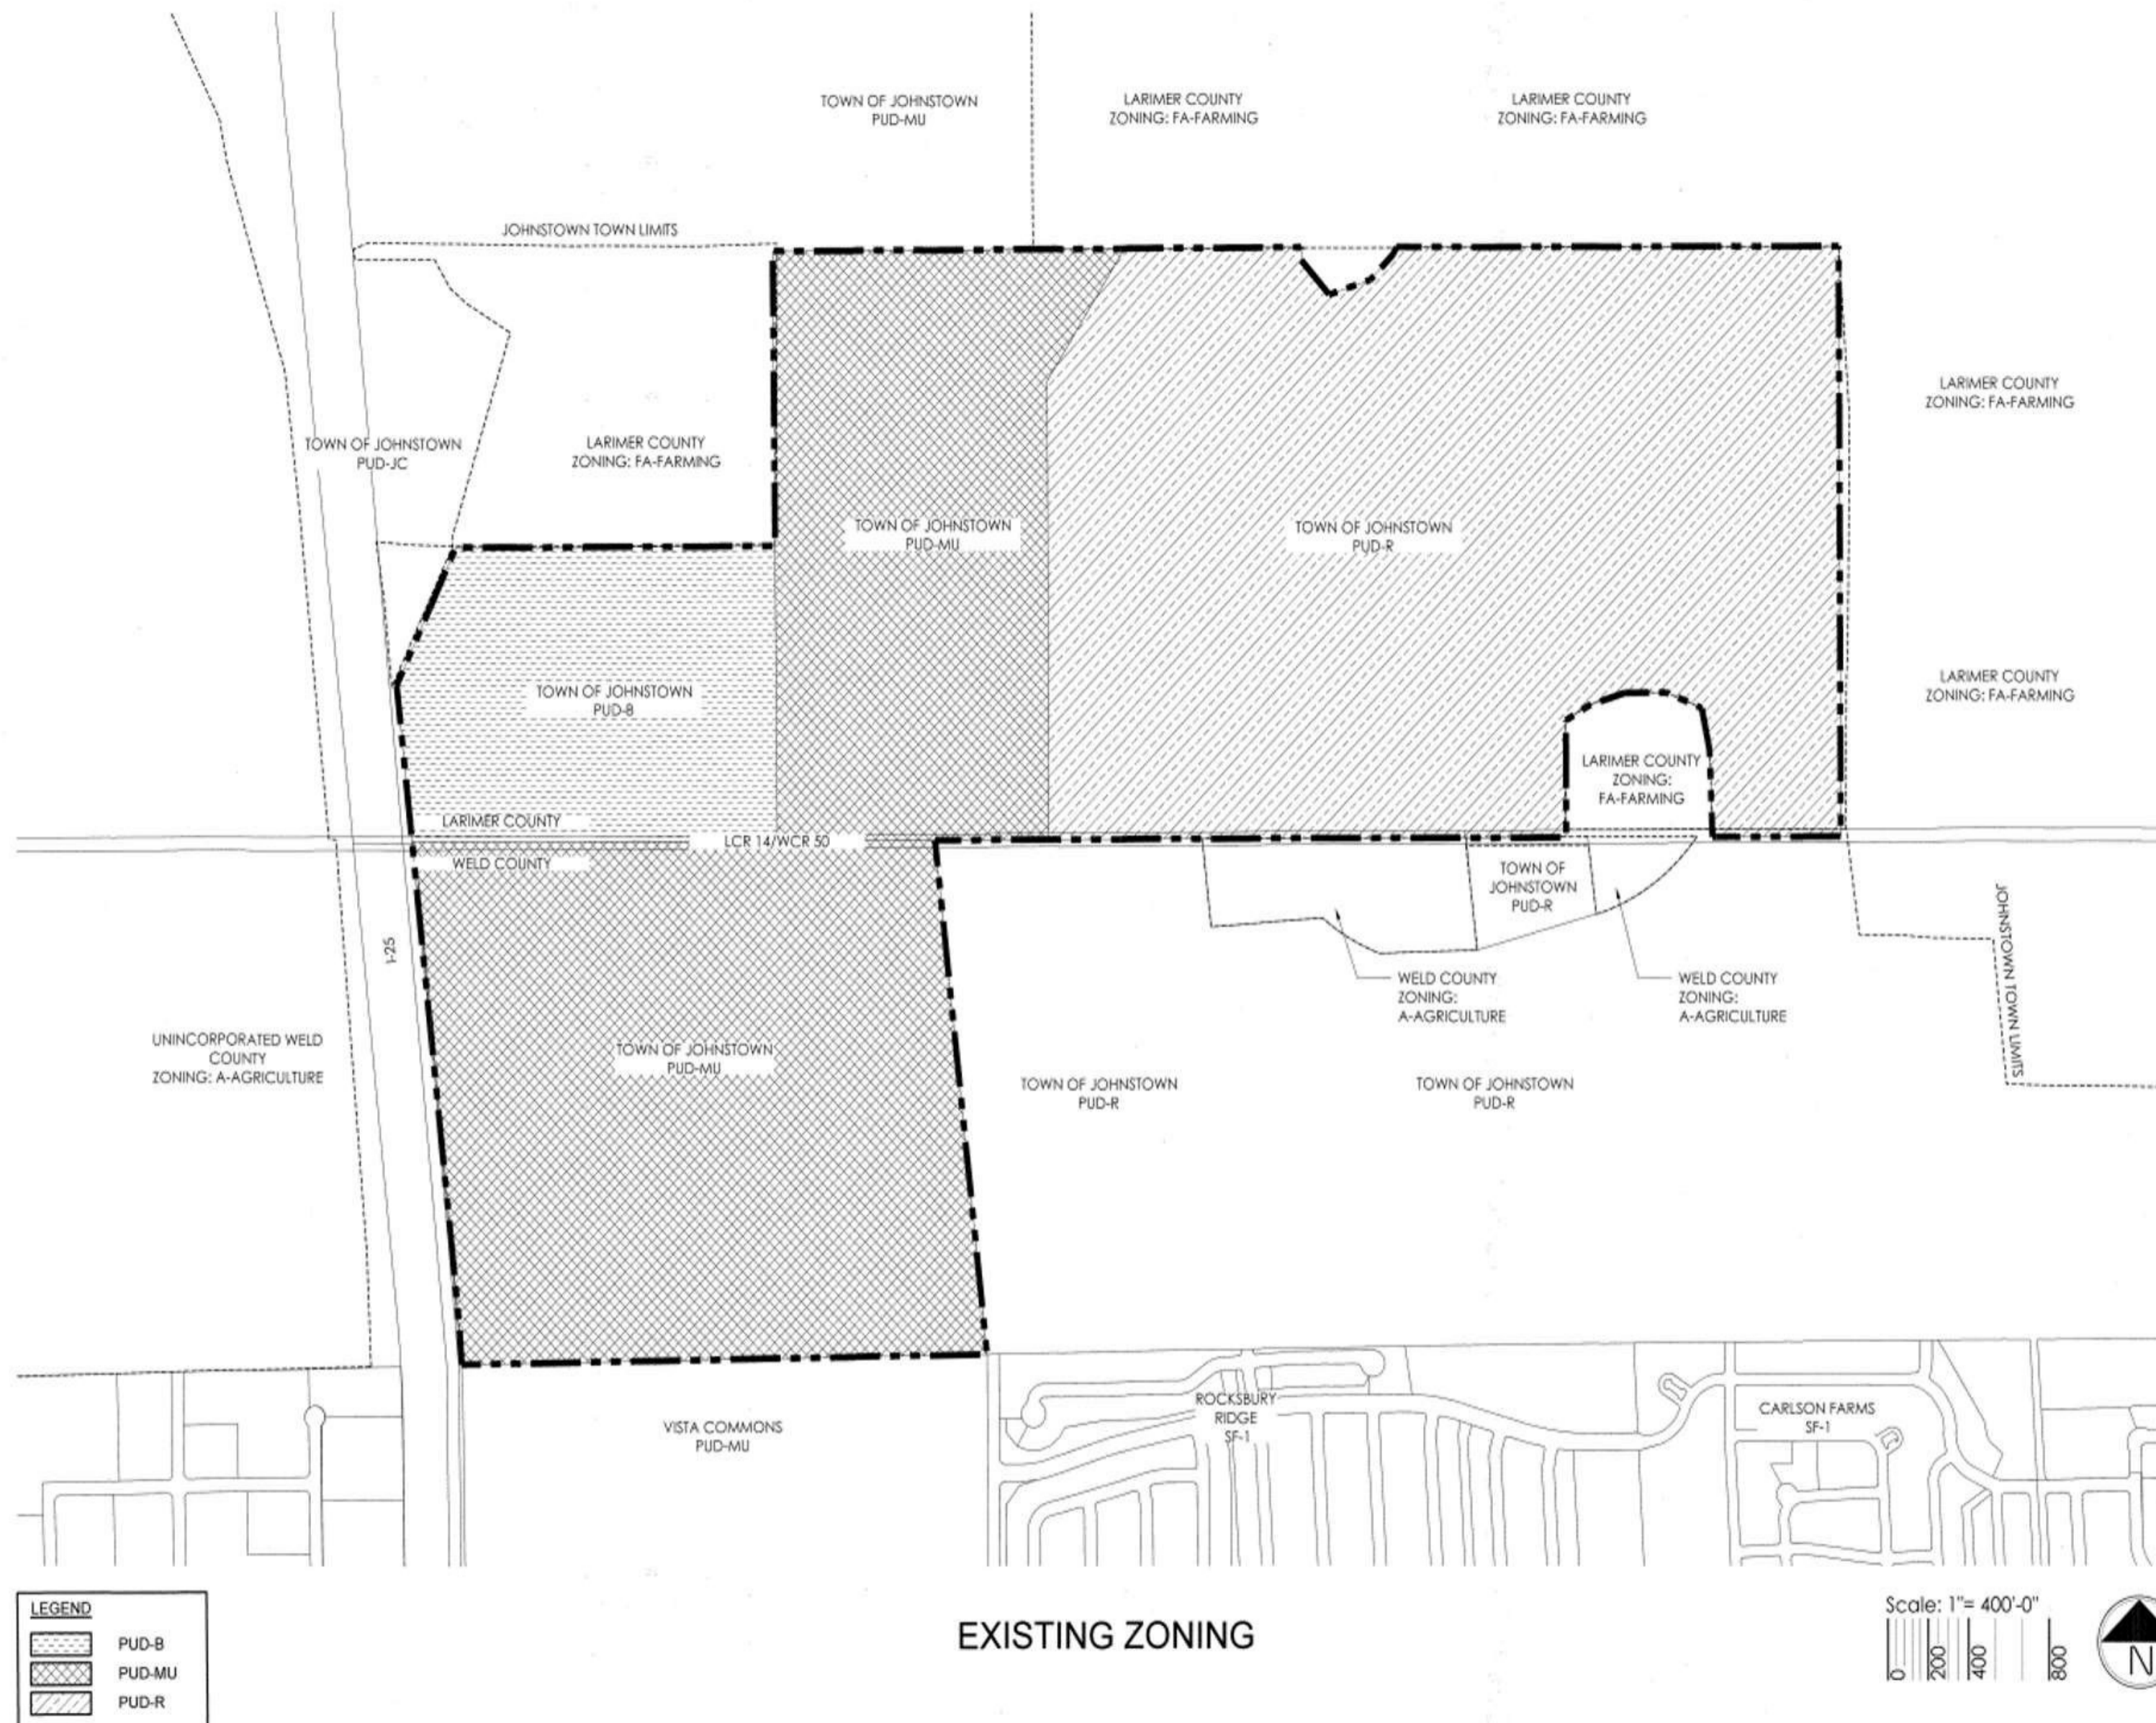 TOWN OF JOHNSTOWN
PUD-MU
LARIMER COUNTY
ZONING: FA-FARMING
LARIMER COUNTY
ZONING: FA-FARMING
JOHNSTOWN TOWN LIMITS
LARIMER COUNTY
ZONING: FA-FARMING
TOWN OF JOHNSTOWN
PUD-JC
LARIMER COUNTY
ZONING: FA-FARMING
TOWN OF JOHNSTOWN
PUD-MU
TOWN OF JOHNSTOWN
PUD-R
TOWN OF JOHNSTOWN
PUD-B
LARIMER COUNTY
ZONING: FA-FARMING
LARIMER COUNTY
ZONING:
FA-FARMING
LARIMER COUNTY
LCR 14/WCR 50
WELD COUNTY
TOWN OF
JOHNSTOWN
PUD-R
JOHNSTOWN TOWN LIMITS
I-25
WELD COUNTY
ZONING:
A-AGRICULTURE
WELD COUNTY
ZONING:
A-AGRICULTURE
UNINCORPORATED WELD
COUNTY
ZONING: A-AGRICULTURE
TOWN OF JOHNSTOWN
PUD-MU
TOWN OF JOHNSTOWN
PUD-R
TOWN OF JOHNSTOWN
PUD-R
VISTA COMMONS
PUD-MU
ROCKSBURY
RIDGE
SF-1
CARLSON FARMS
SF-1
LEGEND
PUD-B
PUD-MU
PUD-R
EXISTING ZONING
Scale: 1"= 400'-0"
0 200 400 800
N